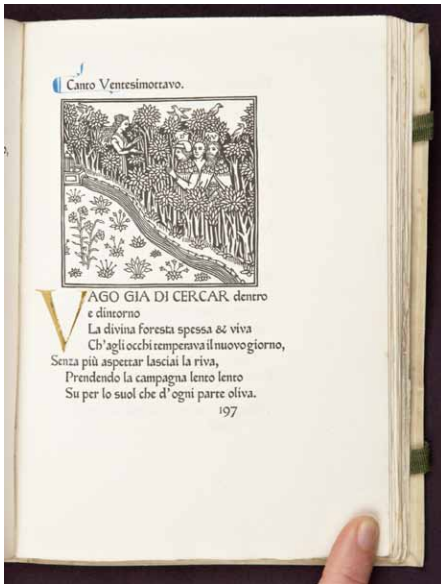 Canto Ventesimottavo.
VAGO GIA DI CERCAR dentro
e dintorno
La divina foresta spessa & viva
Ch'agli occhi temperava il nuovo giorno,
Senza più aspettar lasciai la riva,
Prendendo la campagna lento lento
Su per lo suol che d'ogni parte oliva.
197